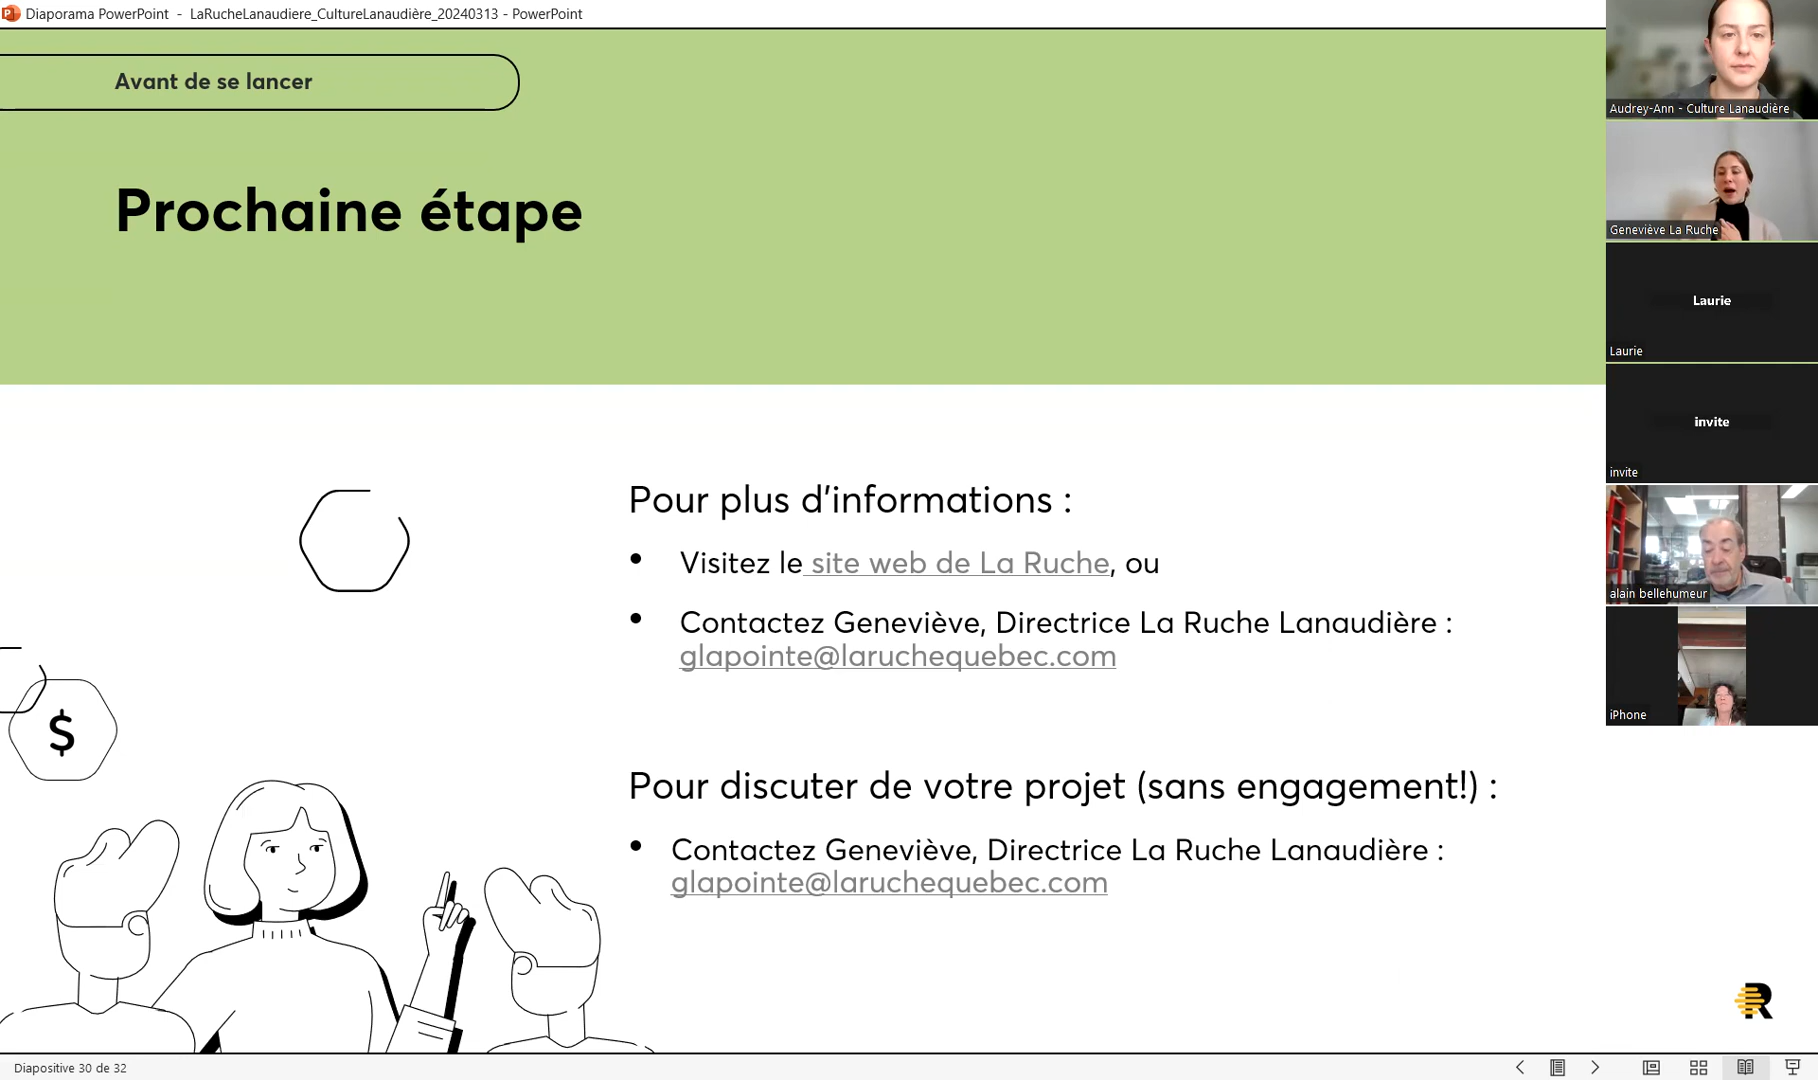 Diaporama PowerPoint - LaRucheLanaudiere_CultureLanaudière_20240313 - PowerPoint
Avant de se lancer
Prochaine étape
Pour plus d'informations :
• Visitez le site web de La Ruche, ou
• Contactez Geneviève, Directrice La Ruche Lanaudière :
glapointe@laruchequebec.com
$
Pour discuter de votre projet (sans engagement!) :
• Contactez Geneviève, Directrice La Ruche Lanaudière :
glapointe@laruchequebec.com
R
Diapositive 30 de 32
Audrey-Ann - Culture Lanaudière
Geneviève La Ruche
Laurie
Laurie
invite
invite
alain bellehumeur
iPhone